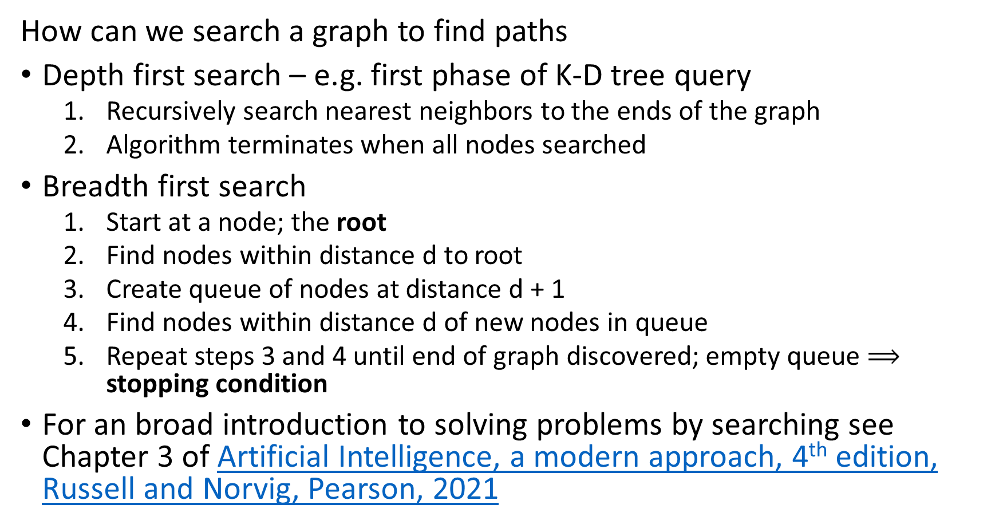 How can we search a graph to find paths
• Depth first search – e.g. first phase of K-D tree query
1. Recursively search nearest neighbors to the ends of the graph
2. Algorithm terminates when all nodes searched
• Breadth first search
1. Start at a node; the root
2. Find nodes within distance d to root
3. Create queue of nodes at distance d + 1
4. Find nodes within distance d of new nodes in queue
5. Repeat steps 3 and 4 until end of graph discovered; empty queue ⟹
stopping condition
• For an broad introduction to solving problems by searching see
Chapter 3 of Artificial Intelligence, a modern approach, 4th edition,
Russell and Norvig, Pearson, 2021